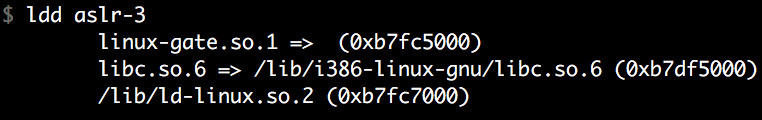 $ ldd aslr-3
linux-gate.so.1 =>  (0xb7fc5000)
libc.so.6 => /lib/i386-linux-gnu/libc.so.6 (0xb7df5000)
/lib/ld-linux.so.2 (0xb7fc7000)